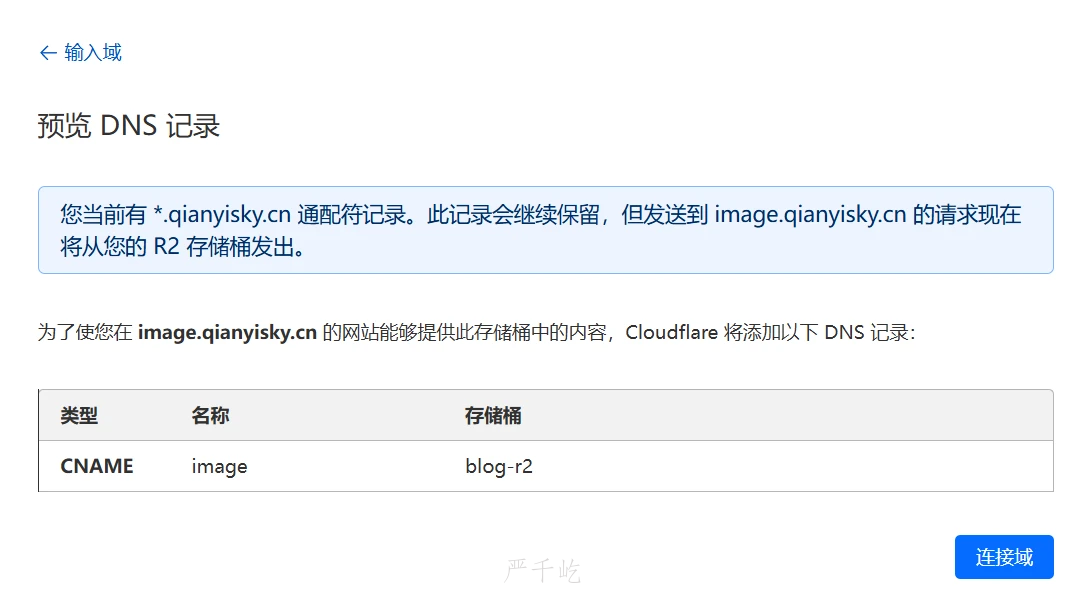 ← 输入域
预览 DNS 记录
您当前有 *.qianyisky.cn 通配符记录。此记录会继续保留，但发送到 image.qianyisky.cn 的请求现在
将从您的 R2 存储桶发出。
为了使您在 image.qianyisky.cn 的网站能够提供此存储桶中的内容，Cloudflare 将添加以下 DNS 记录：
类型 名称 存储桶
CNAME image blog-r2
连接域
严千屹